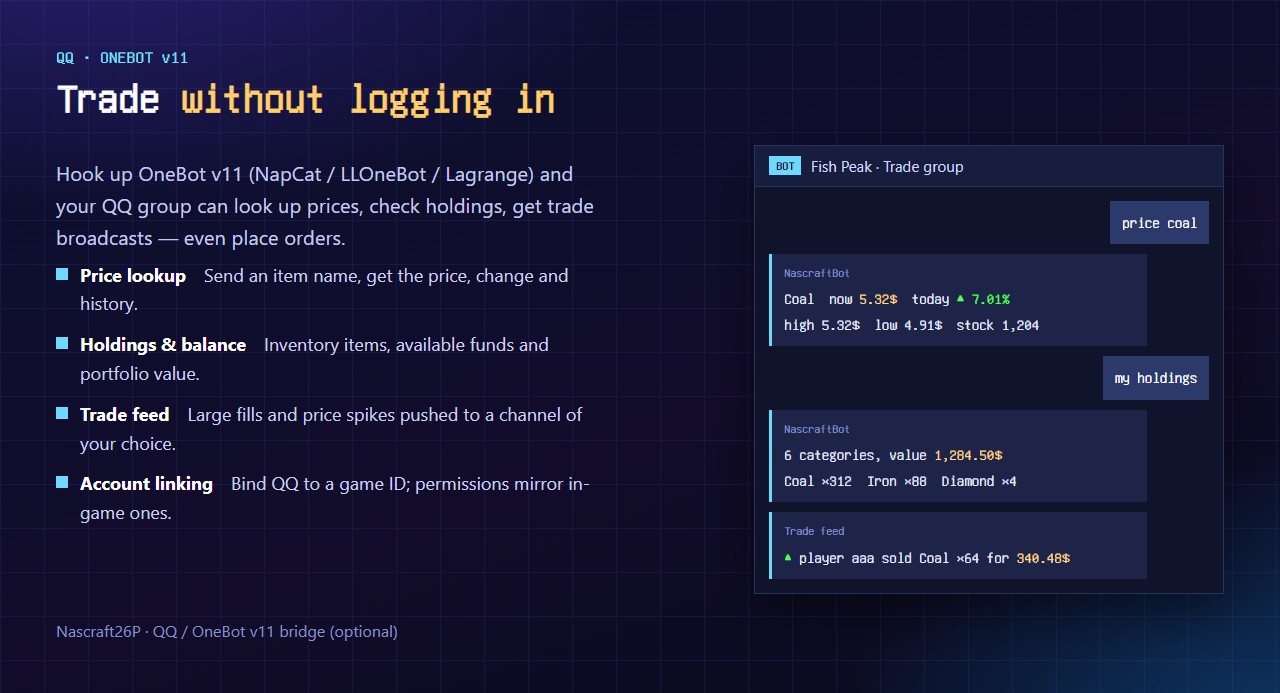 QQ · ONEBOT v11
Trade without logging in
Hook up OneBot v11 (NapCat / LLOneBot / Lagrange) and
your QQ group can look up prices, check holdings, get trade
broadcasts — even place orders.
Price lookup Send an item name, get the price, change and
history.
Holdings & balance Inventory items, available funds and
portfolio value.
Trade feed Large fills and price spikes pushed to a channel of
your choice.
Account linking Bind QQ to a game ID; permissions mirror in-
game ones.
Nascraft26P · QQ / OneBot v11 bridge (optional)
BOT Fish Peak · Trade group
price coal
NascraftBot
Coal now 5.32$ today ▲ 7.01%
high 5.32$ low 4.91$ stock 1,204
my holdings
NascraftBot
6 categories, value 1,284.50$
Coal ×312 Iron ×88 Diamond ×4
Trade feed
▲ player aaa sold Coal ×64 for 340.48$